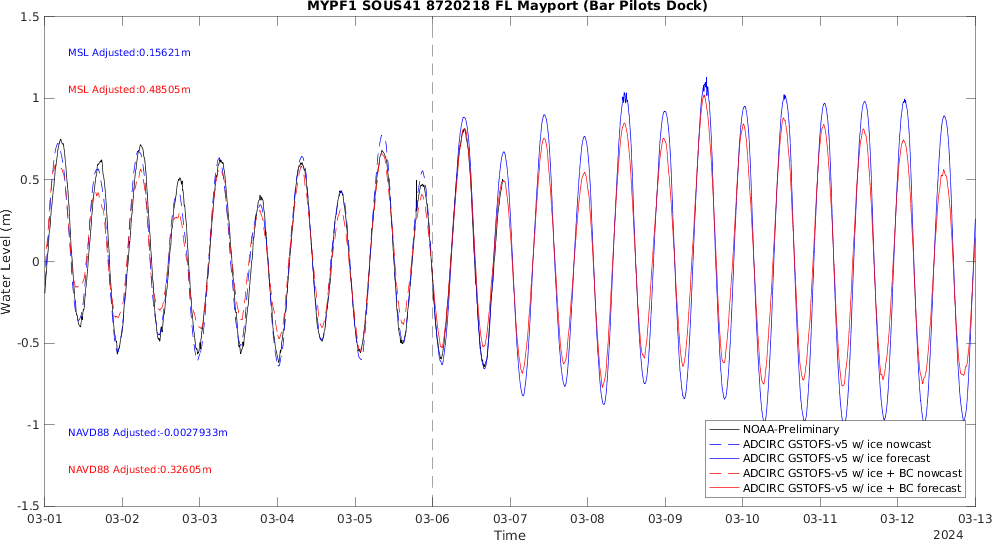 MYPF1 SOUS41 8720218 FL Mayport (Bar Pilots Dock)
1.5
1
0.5
0
-0.5
-1
-1.5
Water Level (m)
MSL Adjusted:0.15621m
MSL Adjusted:0.48505m
NAVD88 Adjusted:-0.0027933m
NAVD88 Adjusted:0.32605m
NOAA-Preliminary
ADCIRC GSTOFS-v5 w/ ice nowcast
ADCIRC GSTOFS-v5 w/ ice forecast
ADCIRC GSTOFS-v5 w/ ice + BC nowcast
ADCIRC GSTOFS-v5 w/ ice + BC forecast
03-01 03-02 03-03 03-04 03-05 03-06 03-07 03-08 03-09 03-10 03-11 03-12 03-13
Time
2024